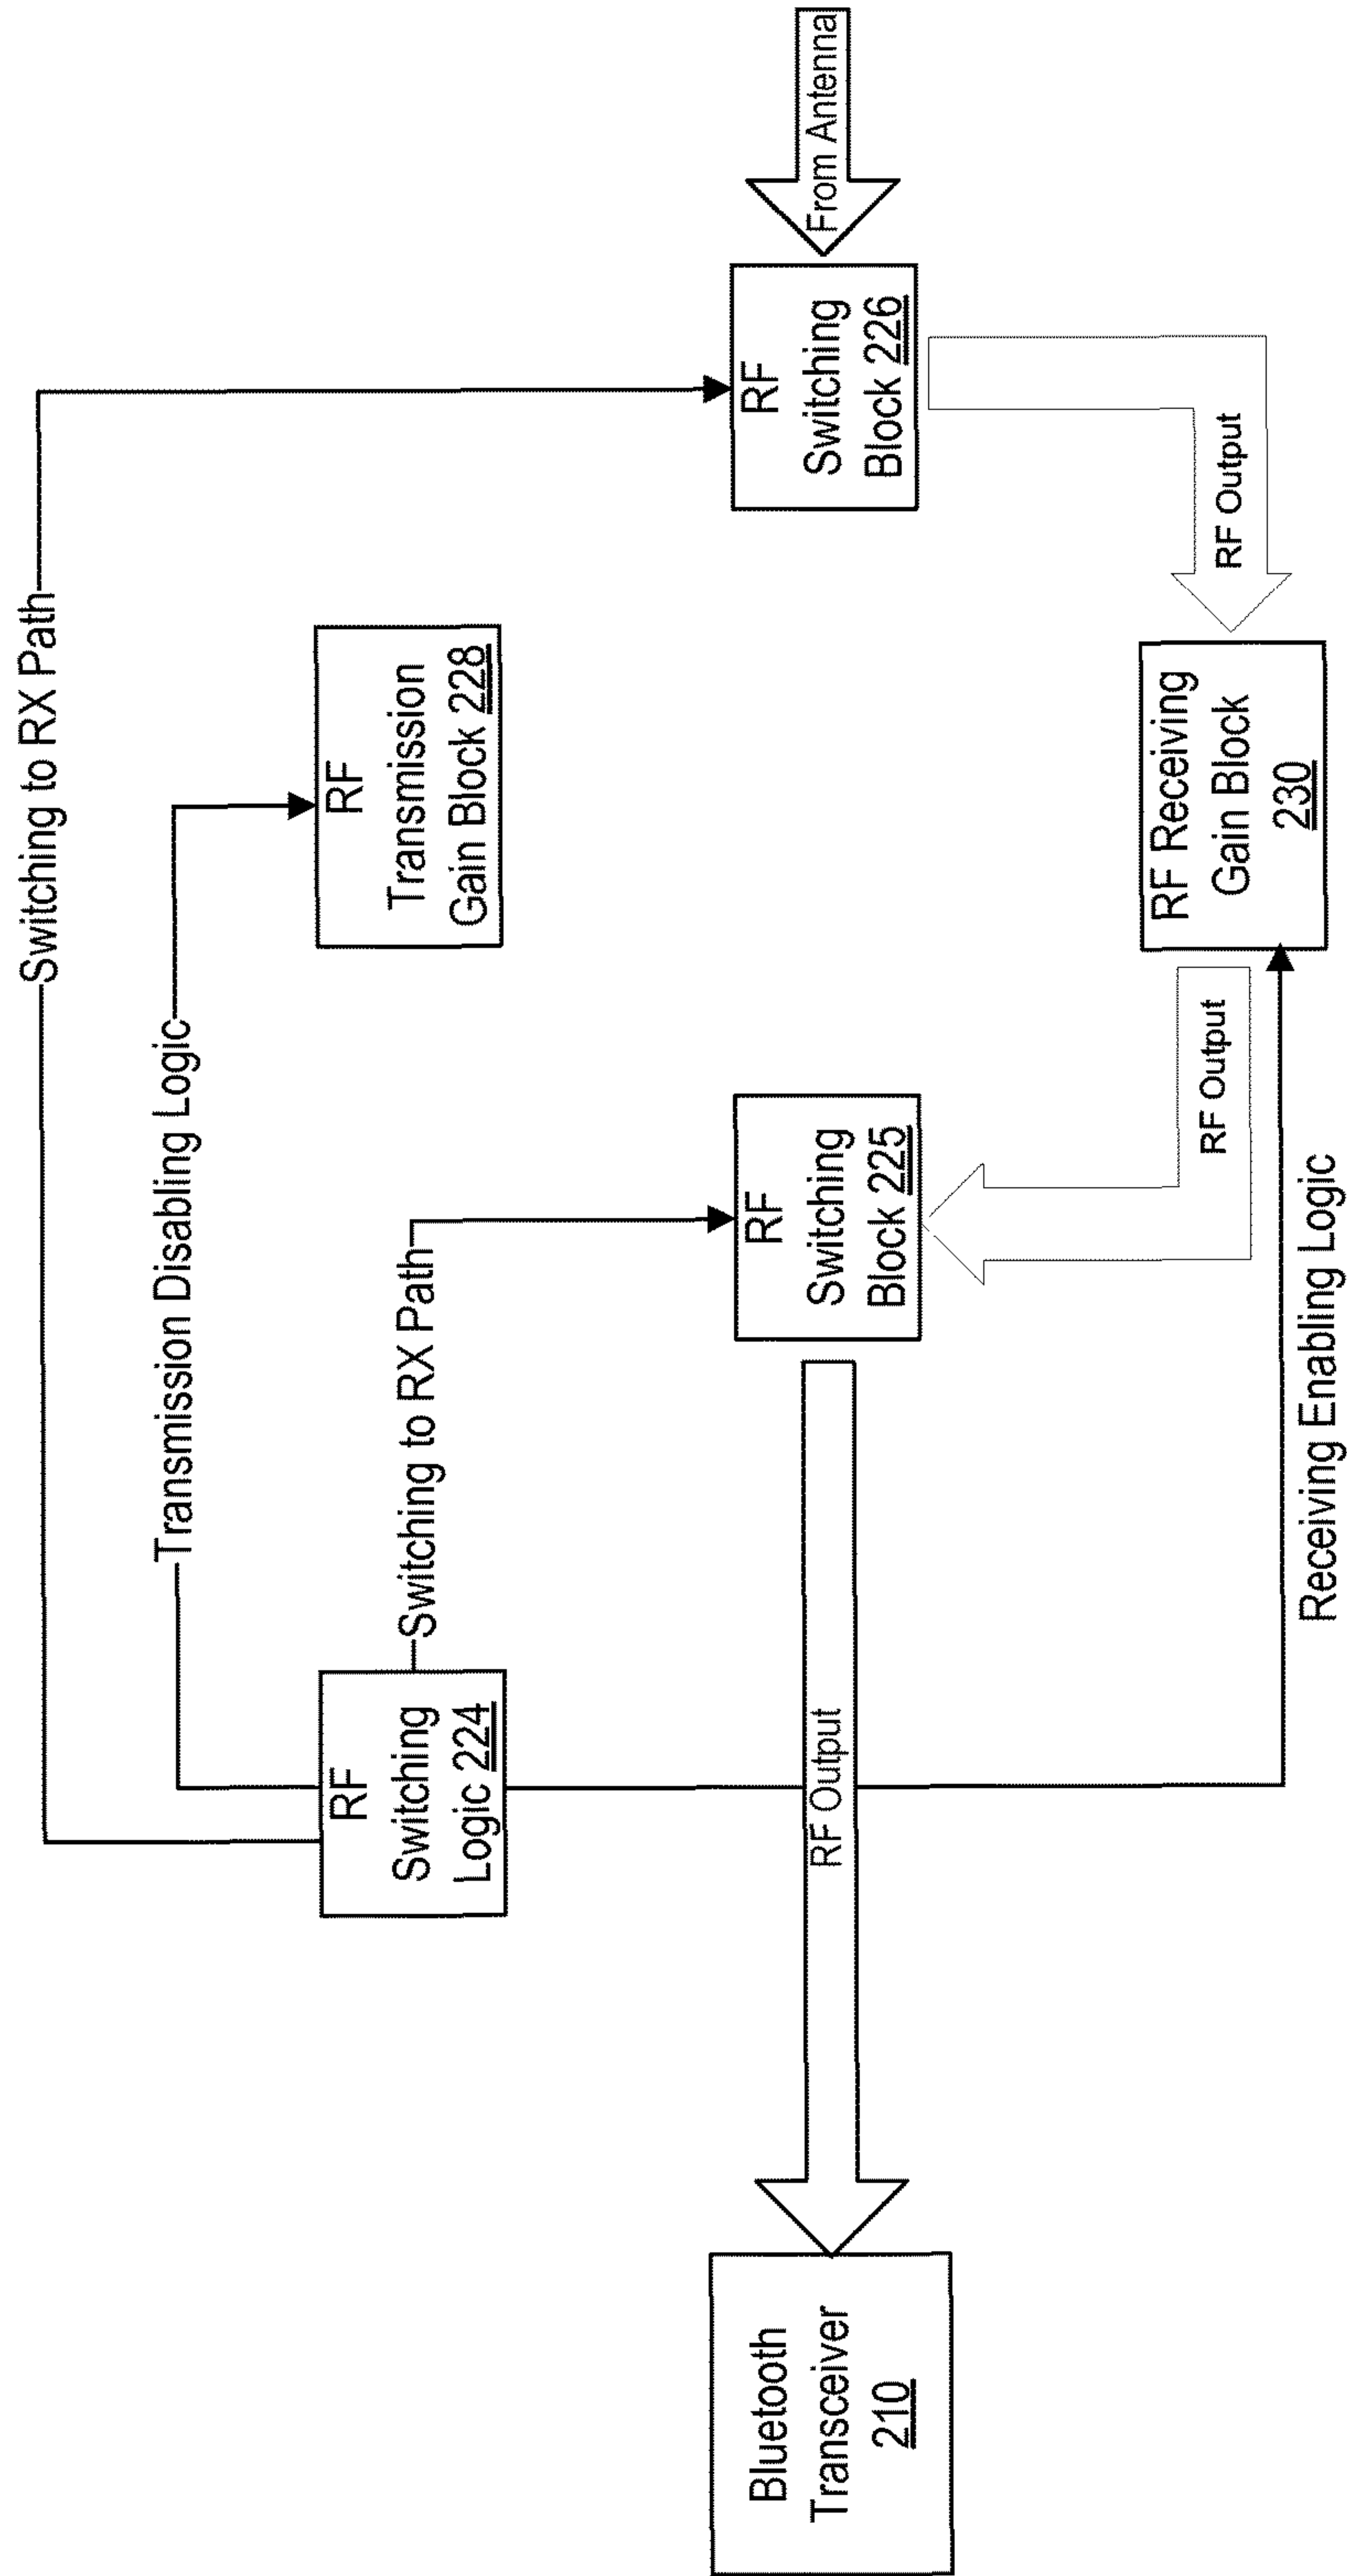 Switching to RX Path
Transmission Disabling Logic
RF
Switching
Logic 224
Switching to RX Path
RF
Transmission
Gain Block 228
Bluetooth
Transceiver
210
RF Output
RF
Switching
Block 225
RF
Switching
Block 226
From Antenna
RF Output
RF Output
RF Receiving
Gain Block
230
Receiving Enabling Logic